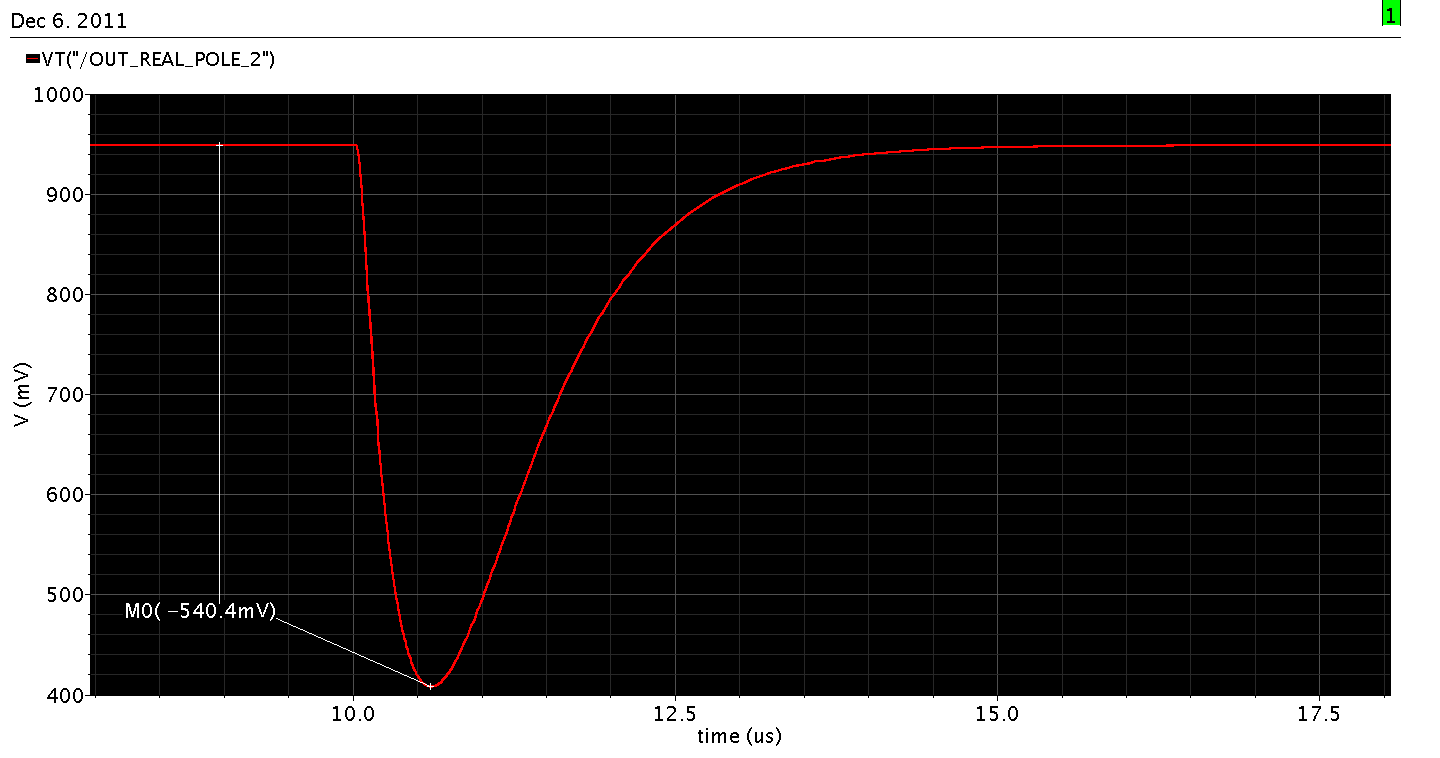 Dec 6. 2011
1
VT("/OUT_REAL_POLE_2")
1000
900
800
700
600
500
400
V (mV)
M0( −540.4mV)
10.0 12.5 15.0 17.5
time (us)